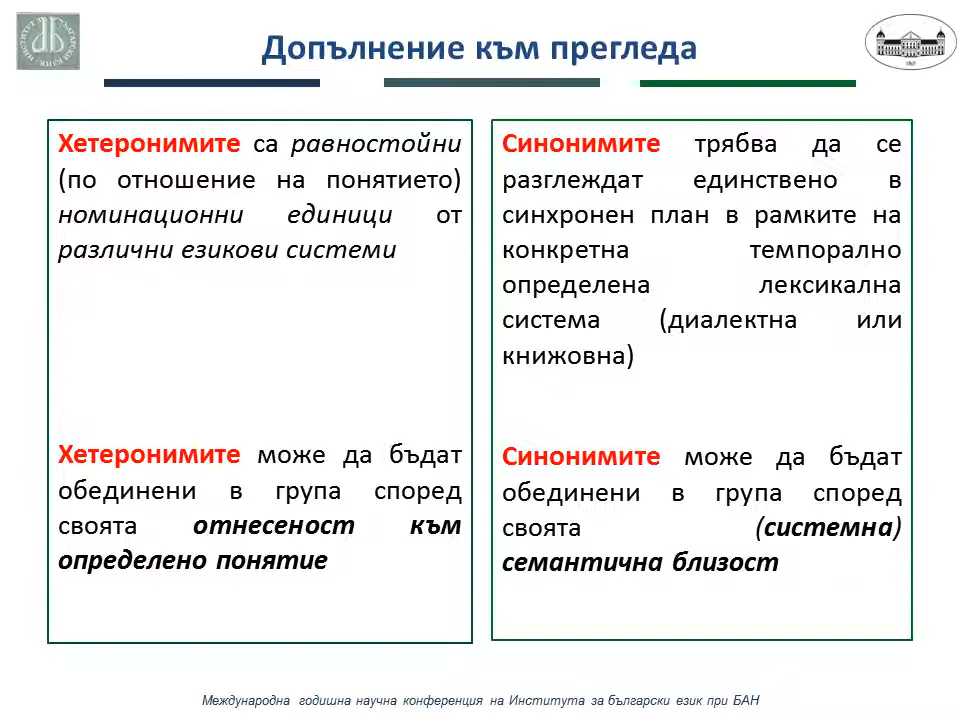 Допълнение към прегледа
Хетеронимите са равностойни
(по отношение на понятието)
номинационни единици от
различни езикови системи
Хетеронимите може да бъдат
обединени в група според
своята отнесеност към
определено понятие
Синонимите трябва да се
разглеждат единствено в
синхронен план в рамките на
конкретна темпорално
определена лексикална
система (диалектна или
книжовна)
Синонимите може да бъдат
обединени в група според
своята (системна)
семантична близост
Международна годишна научна конференция на Института за български език при БАН